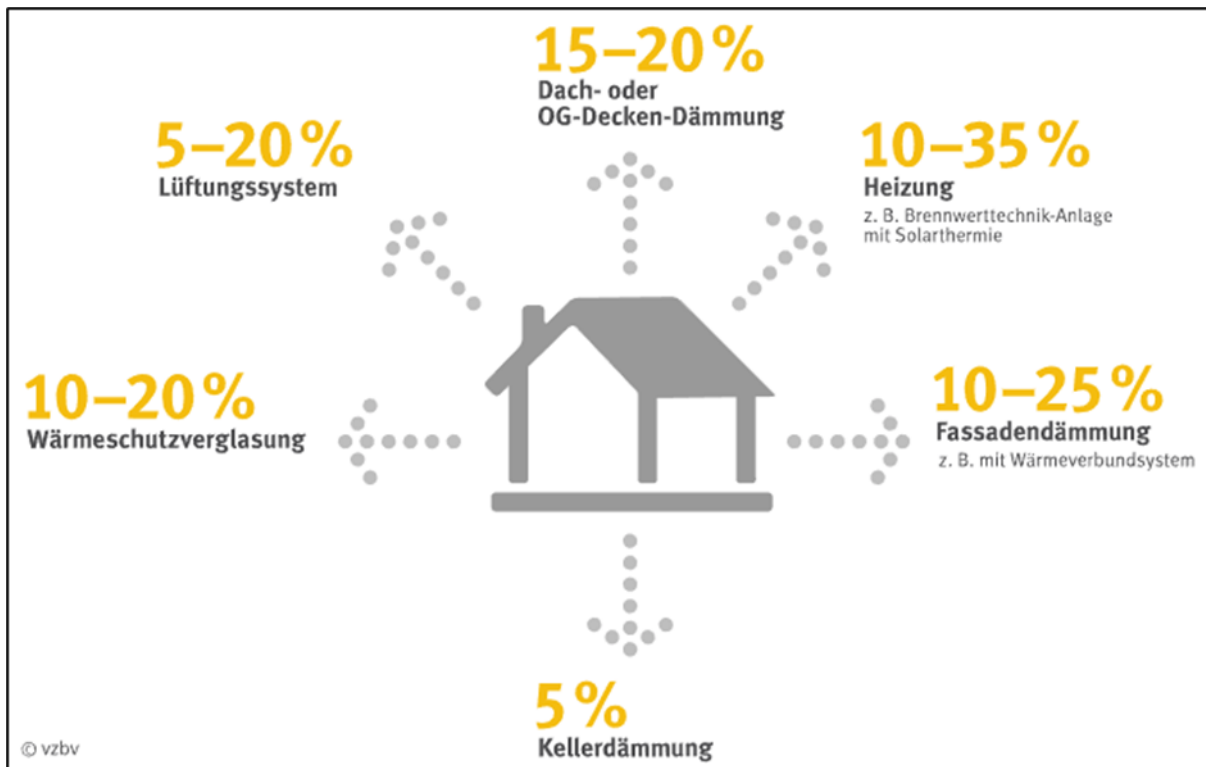 15–20 %
Dach- oder
OG-Decken-Dämmung
5–20 %
Lüftungssystem
10–35 %
Heizung
z. B. Brennwerttechnik-Anlage
mit Solarthermie
10–20 %
Wärmeschutzverglasung
10–25 %
Fassadendämmung
z. B. mit Wärmeverbundsystem
5 %
Kellerdämmung
© vzbv